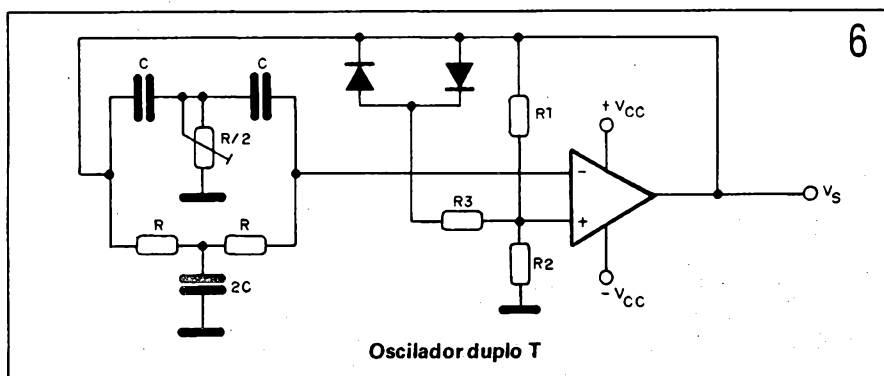 6
C
C
R/2
R1
+ VCC
R3
-
+
VS
R
R
R2
2C
- VCC
Oscilador duplo T